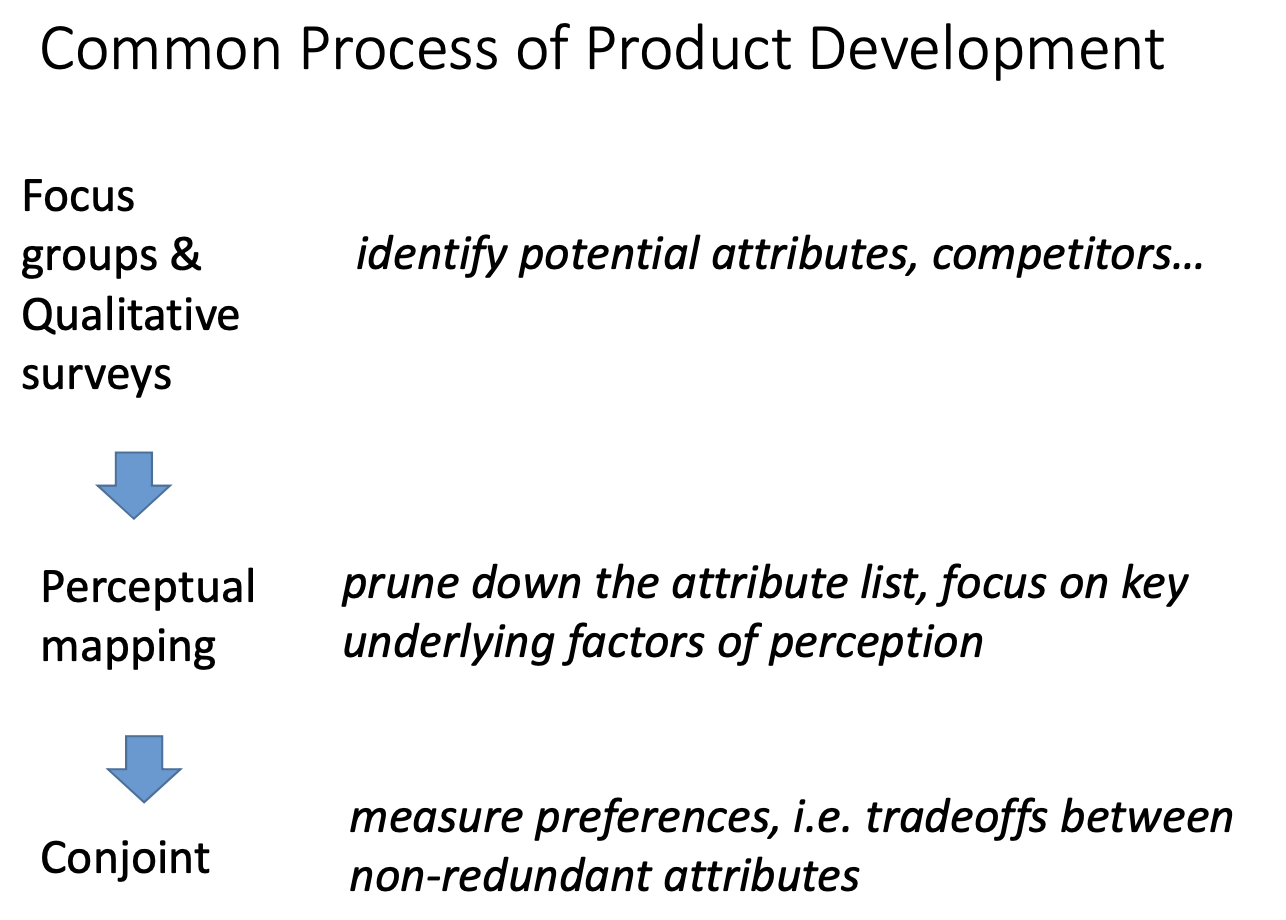 Common Process of Product Development
Focus
groups &
Qualitative
surveys
identify potential attributes, competitors…
Perceptual
mapping
prune down the attribute list, focus on key
underlying factors of perception
Conjoint
measure preferences, i.e. tradeoffs between
non-redundant attributes